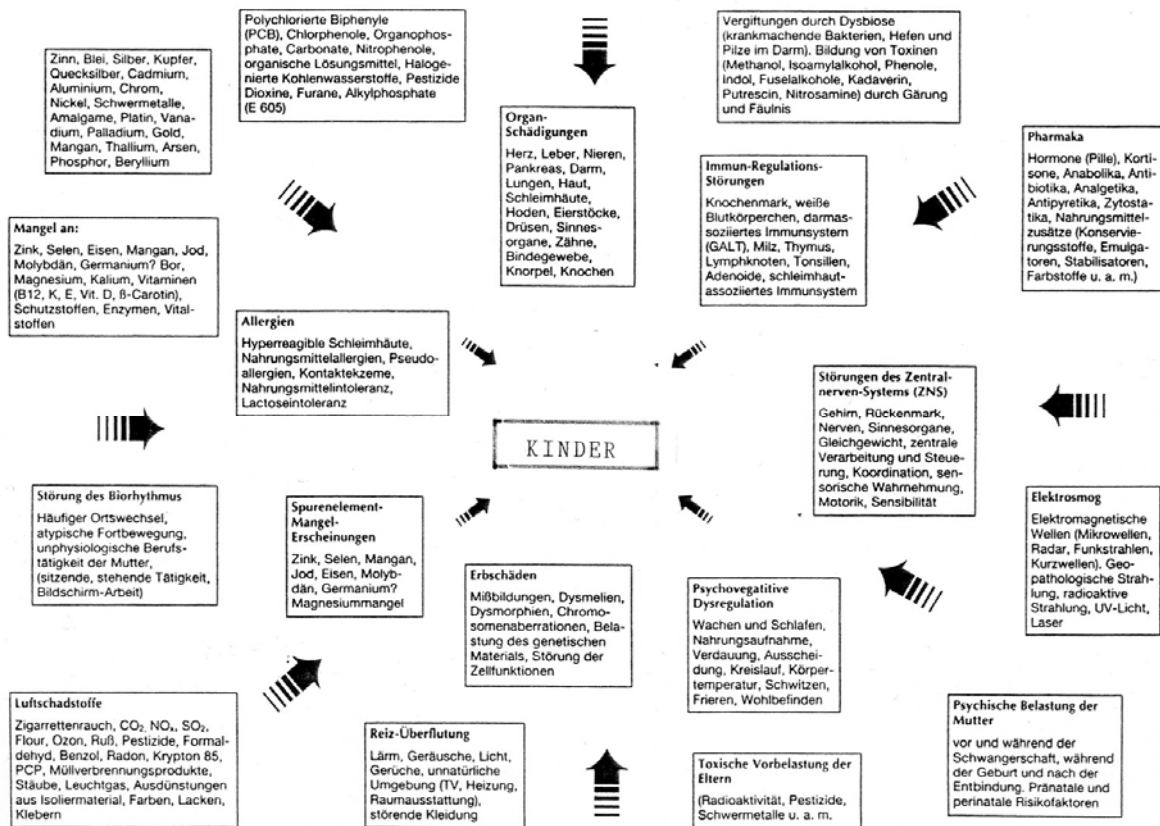 Polychlorierte Biphenyle
(PCB), Chlorphenole, Organophos-
phate, Carbonate, Nitrophenole,
organische Lösungsmittel, Haloge-
nierte Kohlenwasserstoffe, Pestizide
Dioxine, Furane, Alkylphosphate
(E 605)
Vergiftungen durch Dysbiose
(krankmachende Bakterien, Hefen und
Pilze im Darm). Bildung von Toxinen
(Methanol, Isoamylalkohol, Phenole,
Indol, Fuselalkohole, Kadaverin,
Putrescin, Nitrosamine) durch Gärung
und Fäulnis
Zinn, Blei, Silber, Kupfer,
Quecksilber, Cadmium,
Aluminium, Chrom,
Nickel, Schwermetalle,
Amalgame, Platin, Vana-
dium, Palladium, Gold,
Mangan, Thallium, Arsen,
Phosphor, Beryllium
Organ-
Schädigungen
Herz, Leber, Nieren,
Pankreas, Darm,
Lungen, Haut,
Schleimhäute,
Hoden, Eierstöcke,
Drüsen, Sinnes-
organe, Zähne,
Bindegewebe,
Knorpel, Knochen
Immun-Regulations-
Störungen
Knochenmark, weiße
Blutkörperchen, darmas-
soziiertes Immunsystem
(GALT), Milz, Thymus,
Lymphknoten, Tonsillen,
Adenoide, schleimhaut-
assoziiertes Immunsystem
Pharmaka
Hormone (Pille), Korti-
sone, Anabolika, Anti-
biotika, Analgetika,
Antipyretika, Zytosta-
tika, Nahrungsmittel-
zusätze (Konservie-
rungsstoffe, Emulga-
toren, Stabilisatoren,
Farbstoffe u. a. m.)
Mangel an:
Zink, Selen, Eisen, Mangan, Jod,
Molybdän, Germanium? Bor,
Magnesium, Kalium, Vitaminen
(B12, K, E, Vit. D, ß-Carotin),
Schutzstoffen, Enzymen, Vital-
stoffen
Allergien
Hyperreagible Schleimhäute,
Nahrungsmittelallergien, Pseudo-
allergien, Kontaktekzeme,
Nahrungsmittelintoleranz,
Lactoseintoleranz
Störungen des Zentral-
nerven-Systems (ZNS)
Gehirn, Rückenmark,
Nerven, Sinnesorgane,
Gleichgewicht, zentrale
Verarbeitung und Steue-
rung, Koordination, sen-
sorische Wahrnehmung,
Motorik, Sensibilität
KINDER
Störung des Biorhythmus
Häufiger Ortswechsel,
atypische Fortbewegung,
unphysiologische Berufs-
tätigkeit der Mutter,
(sitzende, stehende Tätigkeit,
Bildschirm-Arbeit)
Spurenelement-
Mangel-
Erscheinungen
Zink, Selen, Mangan,
Jod, Eisen, Molyb-
dän, Germanium?
Magnesiummangel
Erbschäden
Mißbildungen, Dysmelien,
Dysmorphien, Chromo-
somenaberrationen, Bela-
stung des genetischen
Materials, Störung der
Zellfunktionen
Psychovegitative
Dysregulation
Wachen und Schlafen,
Nahrungsaufnahme,
Verdauung, Ausschei-
dung, Kreislauf, Körper-
temperatur, Schwitzen,
Frieren, Wohlbefinden
Elektrosmog
Elektromagnetische
Wellen (Mikrowellen,
Radar, Funkstrahlen,
Kurzwellen). Geo-
pathologische Strah-
lung, radioaktive
Strahlung, UV-Licht,
Laser
Luftschadstoffe
Zigarrettenrauch, CO₂, NOₓ, SO₂,
Flour, Ozon, Ruß, Pestizide, Formal-
dehyd, Benzol, Radon, Krypton 85,
PCP, Müllverbrennungsprodukte,
Stäube, Leuchtgas, Ausdünstungen
aus Isoliermaterial, Farben, Lacken,
Klebern
Reiz-Überflutung
Lärm, Geräusche, Licht,
Gerüche, unnatürliche
Umgebung (TV, Heizung,
Raumausstattung),
störende Kleidung
Toxische Vorbelastung der
Eltern
(Radioaktivität, Pestizide,
Schwermetalle u. a. m.
Psychische Belastung der
Mutter
vor und während der
Schwangerschaft, während
der Geburt und nach der
Entbindung. Pränatale und
perinatale Risikofaktoren